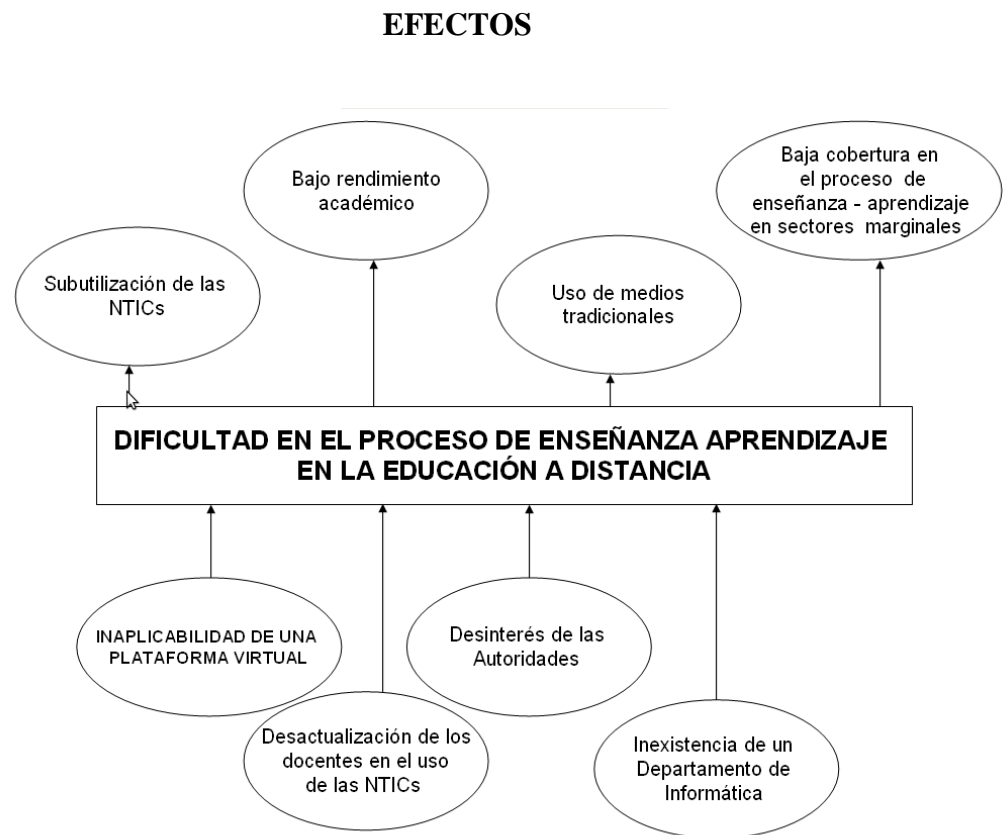 EFECTOS
Bajo rendimiento
académico
Baja cobertura en
el proceso de
enseñanza - aprendizaje
en sectores marginales
Subutilización de las
NTICs
Uso de medios
tradicionales
DIFICULTAD EN EL PROCESO DE ENSEÑANZA APRENDIZAJE
EN LA EDUCACIÓN A DISTANCIA
INAPLICABILIDAD DE UNA
PLATAFORMA VIRTUAL
Desinterés de las
Autoridades
Desactualización de los
docentes en el uso
de las NTICs
Inexistencia de un
Departamento de
Informática